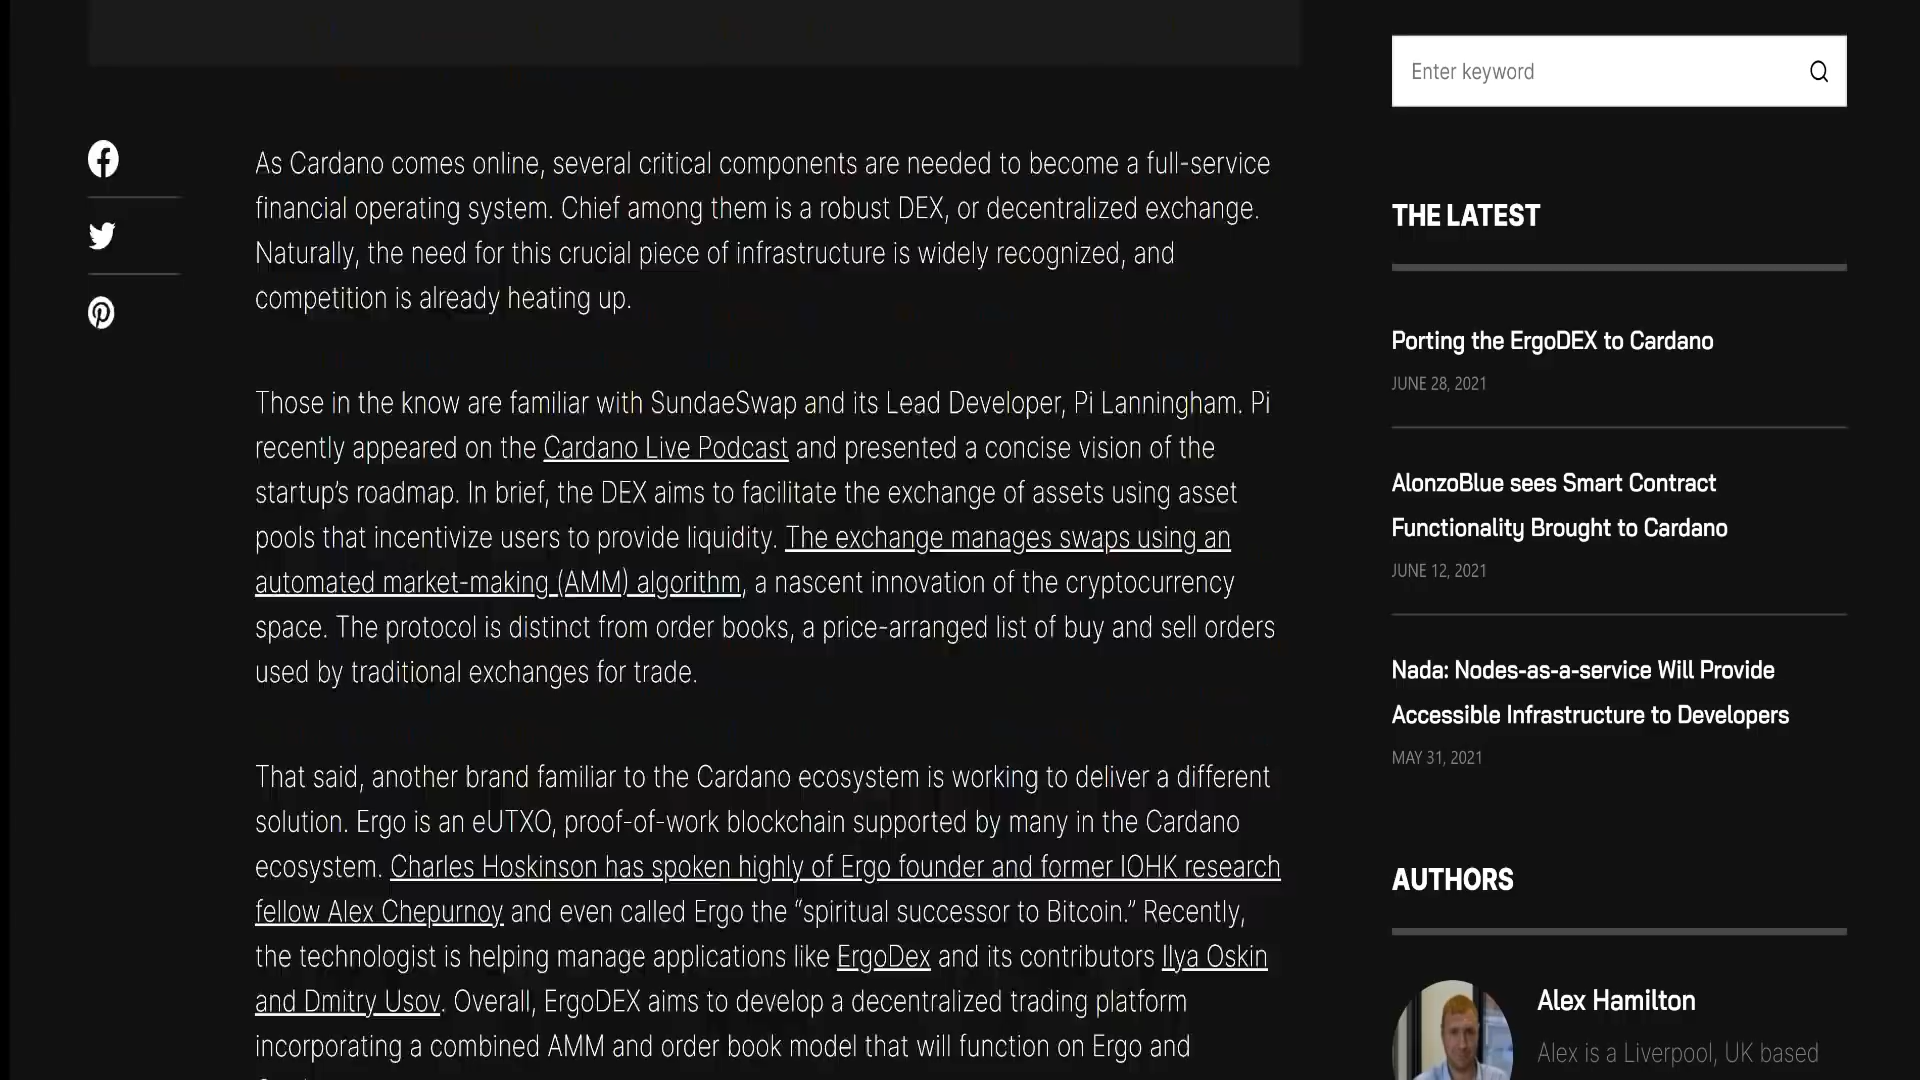 Enter keyword
As Cardano comes online, several critical components are needed to become a full-service
financial operating system. Chief among them is a robust DEX, or decentralized exchange.
Naturally, the need for this crucial piece of infrastructure is widely recognized, and
competition is already heating up.
Those in the know are familiar with SundaeSwap and its Lead Developer, Pi Lanningham. Pi
recently appeared on the Cardano Live Podcast and presented a concise vision of the
startup's roadmap. In brief, the DEX aims to facilitate the exchange of assets using asset
pools that incentivize users to provide liquidity. The exchange manages swaps using an
automated market-making (AMM) algorithm, a nascent innovation of the cryptocurrency
space. The protocol is distinct from order books, a price-arranged list of buy and sell orders
used by traditional exchanges for trade.
That said, another brand familiar to the Cardano ecosystem is working to deliver a different
solution. Ergo is an eUTXO, proof-of-work blockchain supported by many in the Cardano
ecosystem. Charles Hoskinson has spoken highly of Ergo founder and former IOHK research
fellow Alex Chepurnoy and even called Ergo the “spiritual successor to Bitcoin.” Recently,
the technologist is helping manage applications like ErgoDex and its contributors Ilya Oskin
and Dmitry Usov. Overall, ErgoDEX aims to develop a decentralized trading platform
incorporating a combined AMM and order book model that will function on Ergo and
THE LATEST
Porting the ErgoDEX to Cardano
JUNE 28, 2021
AlonzoBlue sees Smart Contract
Functionality Brought to Cardano
JUNE 12, 2021
Nada: Nodes-as-a-service Will Provide
Accessible Infrastructure to Developers
MAY 31, 2021
AUTHORS
Alex Hamilton
Alex is a Liverpool, UK based